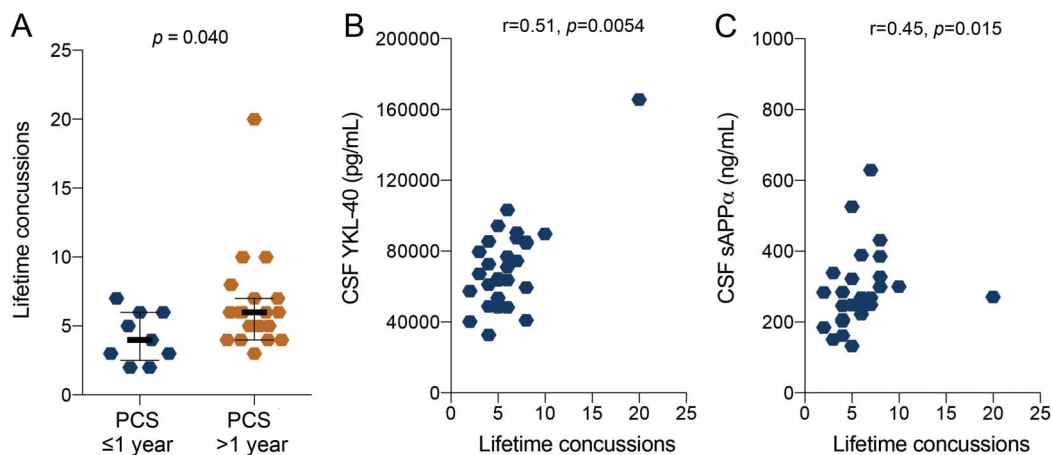 A
p = 0.040
Lifetime concussions
25
20
15
10
5
0
PCS
≤1 year
PCS
>1 year
B
r=0.51, p=0.0054
CSF YKL-40 (pg/mL)
200000
160000
120000
80000
40000
0
0 5 10 15 20 25
Lifetime concussions
C
r=0.45, p=0.015
CSF sAPPα (ng/mL)
1000
800
600
400
200
0
0 5 10 15 20 25
Lifetime concussions